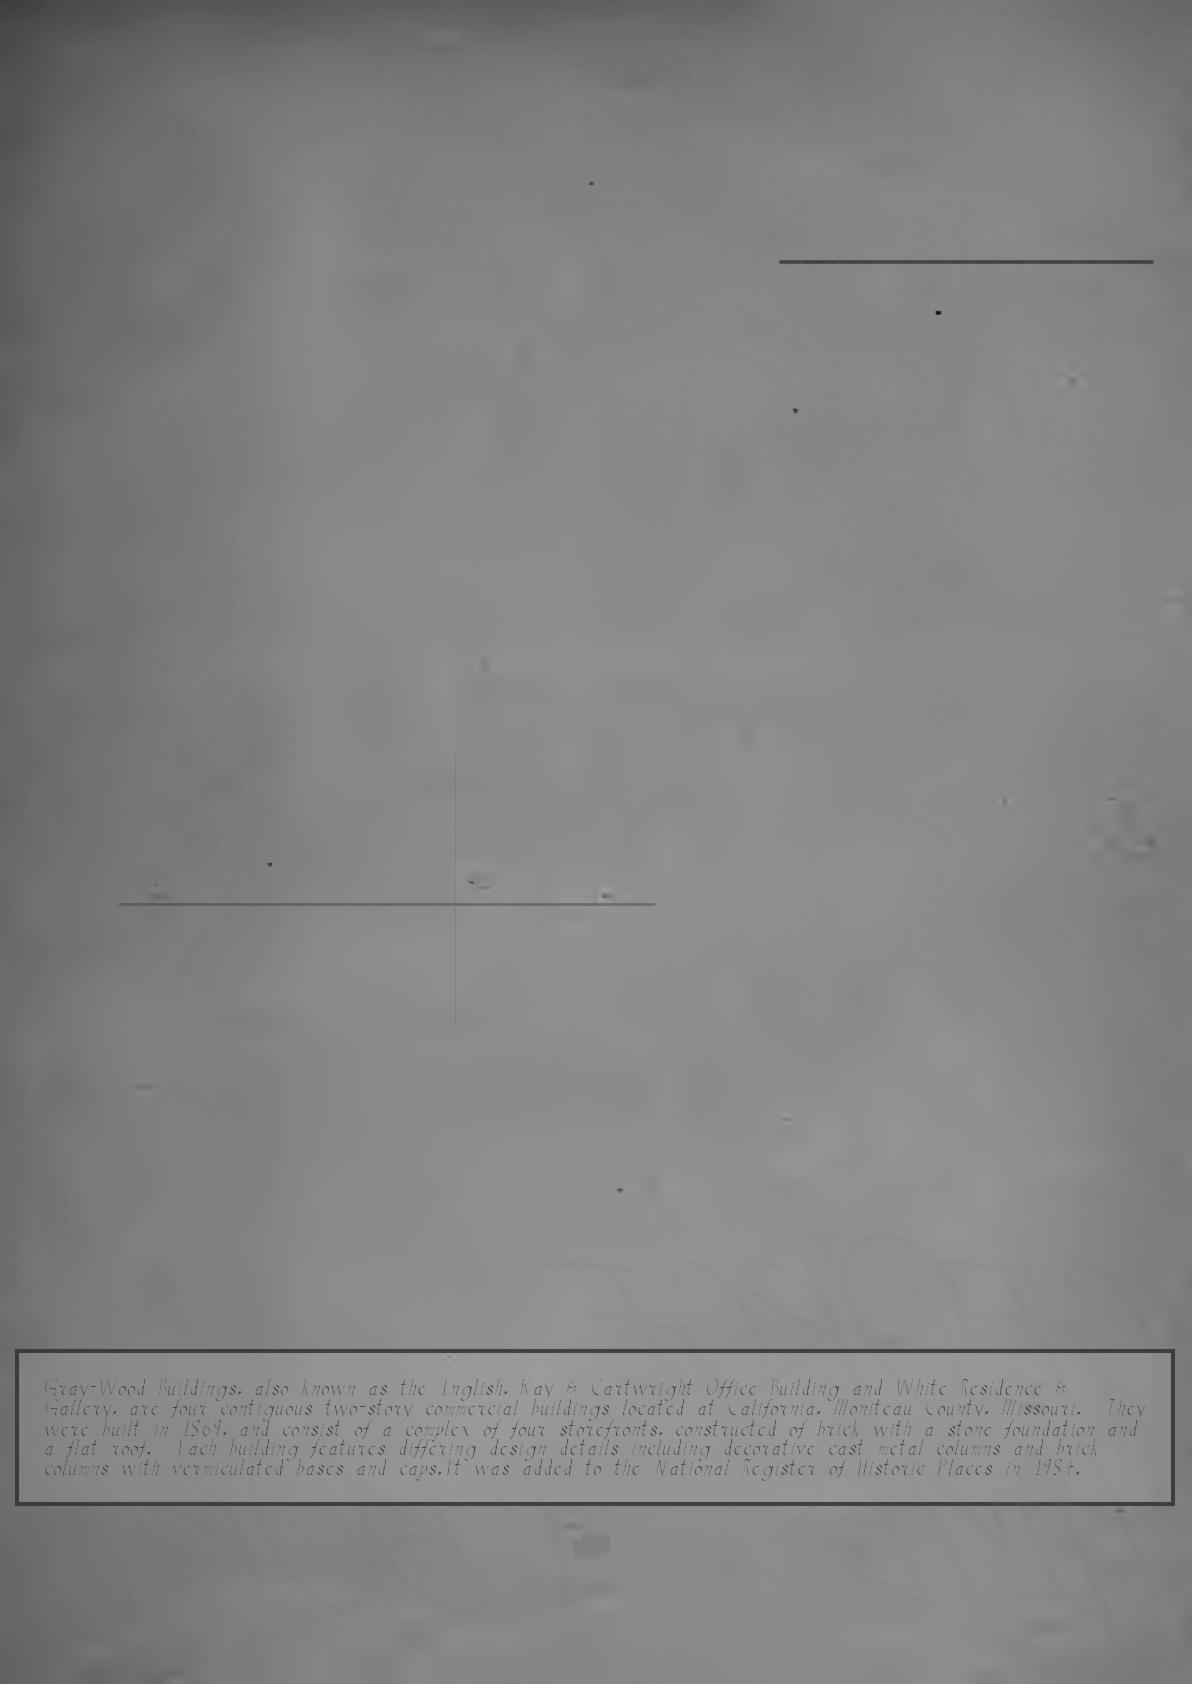 Gray-Wood Buildings, also known as the Inglish, Kay & Cartwright Office Building and White Residence &
Gallery, are four contiguous two-story commercial buildings located at California, Moniteau County, Missouri.  They
were built in 1869, and consist of a complex of four storefronts, constructed of brick with a stone foundation and
a flat roof.  Each building features differing design details including decorative cast metal columns and brick
columns with vermiculated bases and caps.It was added to the National Register of Historic Places in